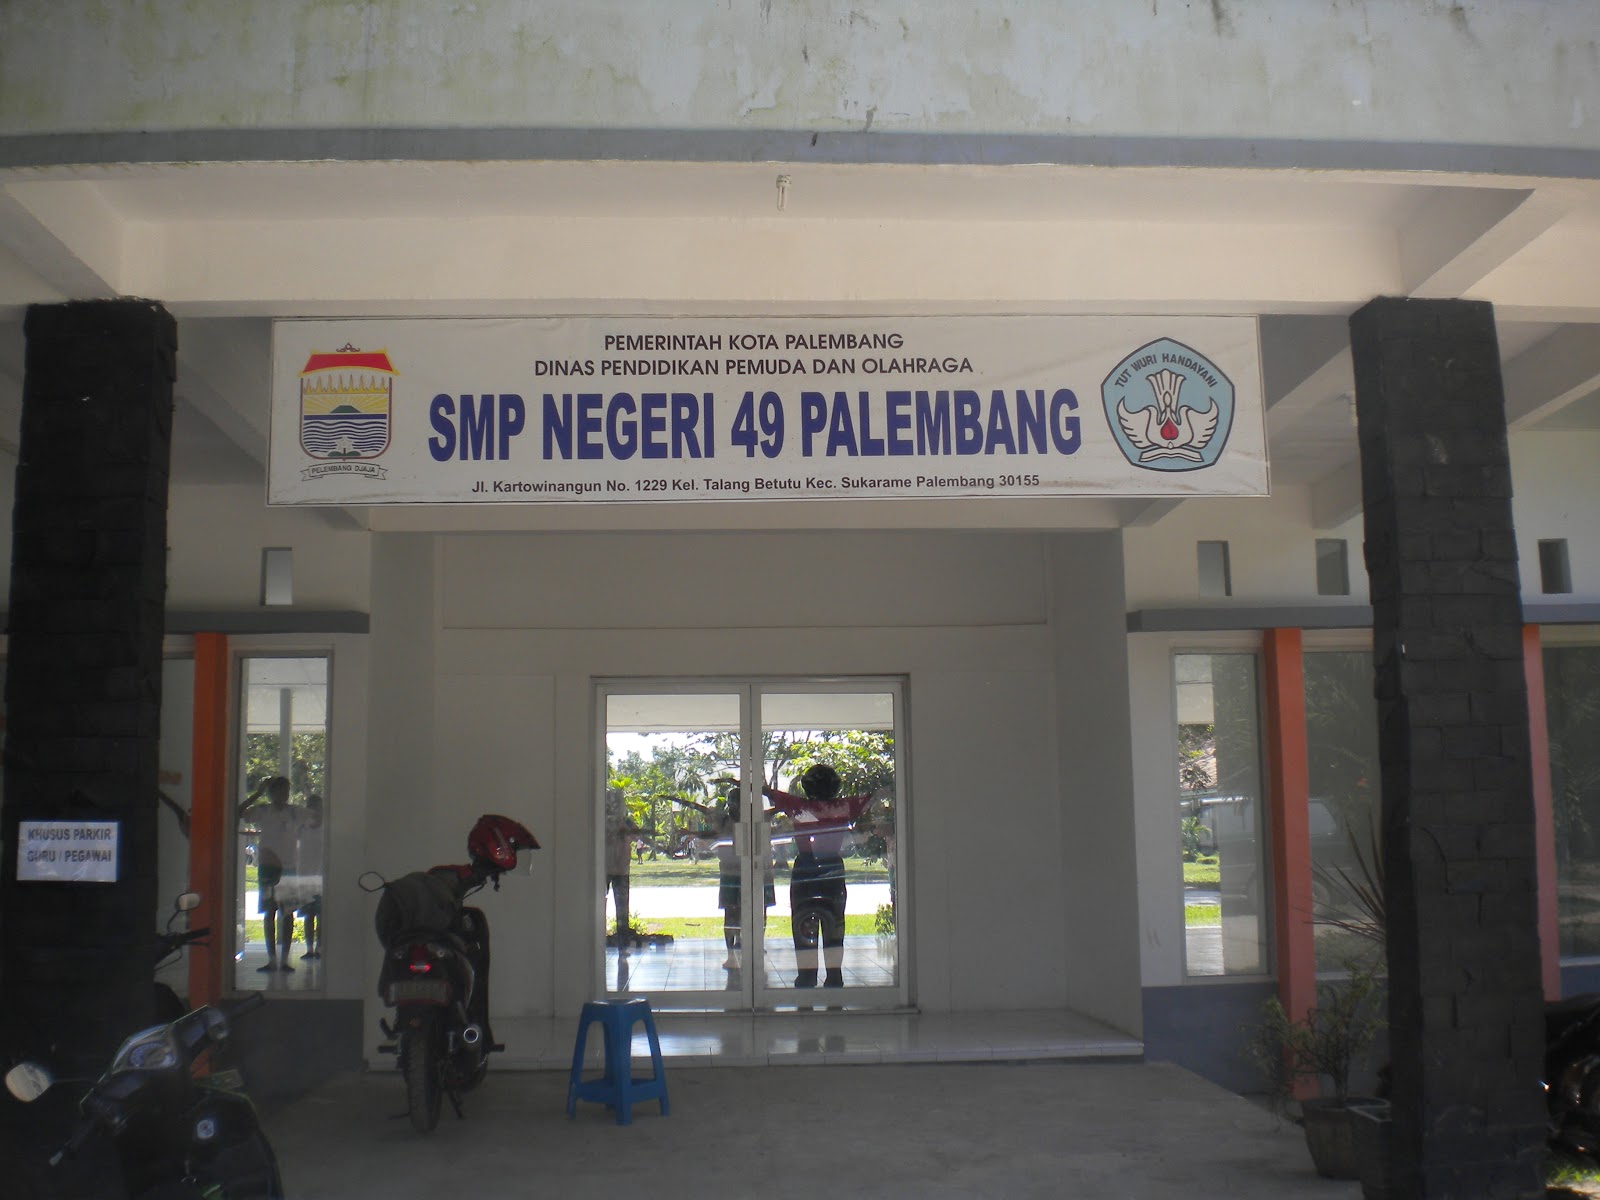 PEMERINTAH KOTA PALEMBANG
DINAS PENDIDIKAN PEMUDA DAN OLAHRAGA
SMP NEGERI 49 PALEMBANG
Jl. Kartowinangun No. 1229 Kel. Talang Betutu Kec. Sukarame Palembang 30155
PELEMBANG DJAJA
TUT WURI HANDAYANI
KHUSUS PARKIR
GURU / PEGAWAI